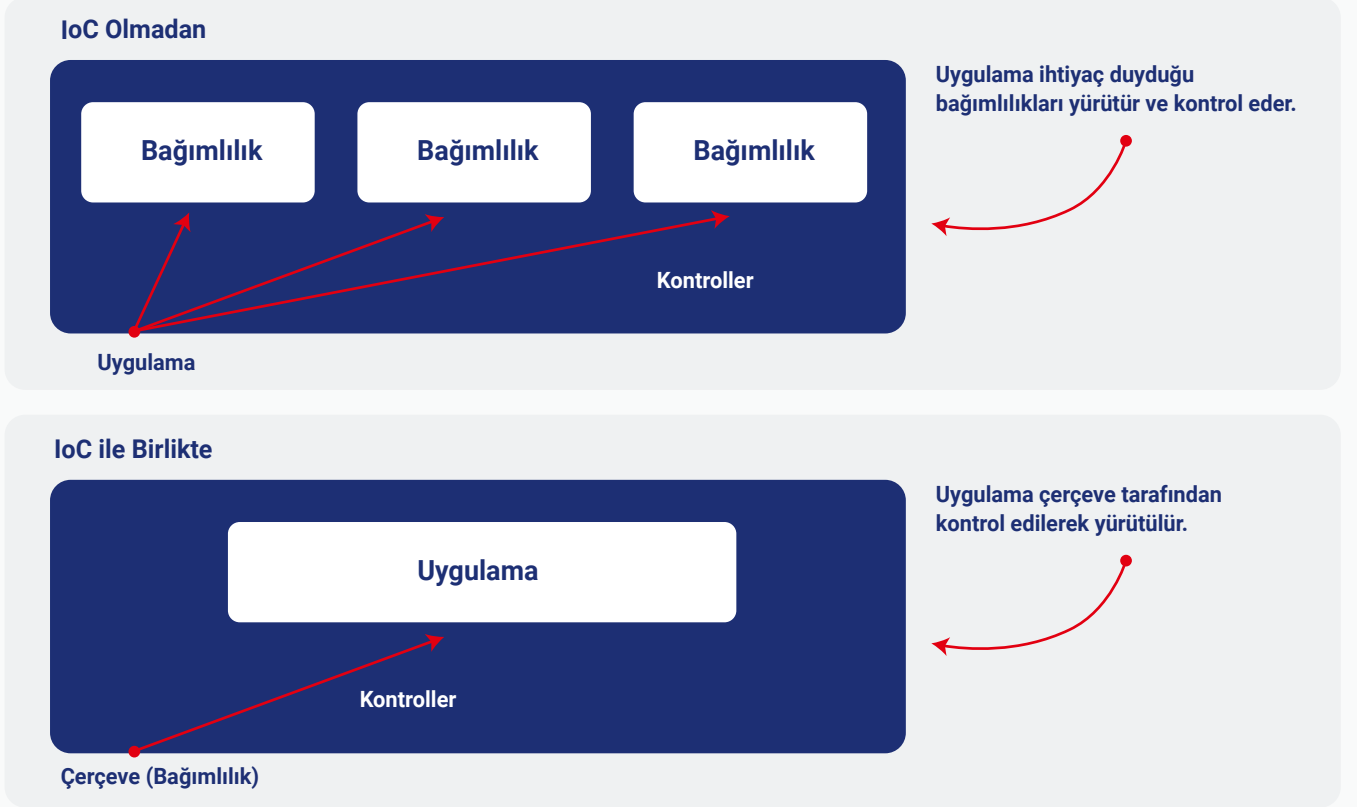 IoC Olmadan
Uygulama ihtiyaç duyduğu
bağımlılıkları yürütür ve kontrol eder.
Bağımlılık
Bağımlılık
Bağımlılık
Kontroller
Uygulama
IoC ile Birlikte
Uygulama çerçeve tarafından
kontrol edilerek yürütülür.
Uygulama
Kontroller
Çerçeve (Bağımlılık)